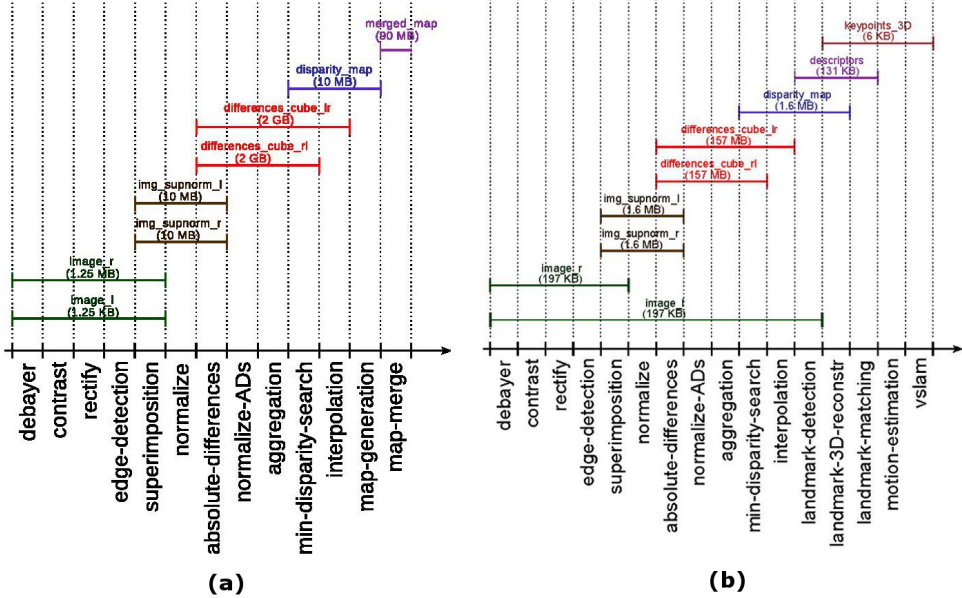 merged_map
(90 MB)
disparity_map
(10 MB)
differences_cube_lr
(2 GB)
differences_cube_rl
(2 GB)
img_supnorm_l
(10 MB)
img_supnorm_r
(10 MB)
image_r
(1.25 MB)
image_l
(1.25 KB)
debayer
contrast
rectify
edge-detection
superimposition
normalize
absolute-differences
normalize-ADs
aggregation
min-disparity-search
interpolation
map-generation
map-merge
(a)
keypoints_3D
(6 KB)
descriptors
(131 KB)
disparity_map
(1.6 MB)
differences_cube_lr
(157 MB)
differences_cube_rl
(157 MB)
img_supnorm_l
(1.6 MB)
img_supnorm_r
(1.6 MB)
image_r
(197 KB)
image_l
(197 KB)
debayer
contrast
rectify
edge-detection
superimposition
normalize
absolute-differences
normalize-ADs
aggregation
min-disparity-search
interpolation
landmark-detection
landmark-3D-reconstr
landmark-matching
motion-estimation
vslam
(b)